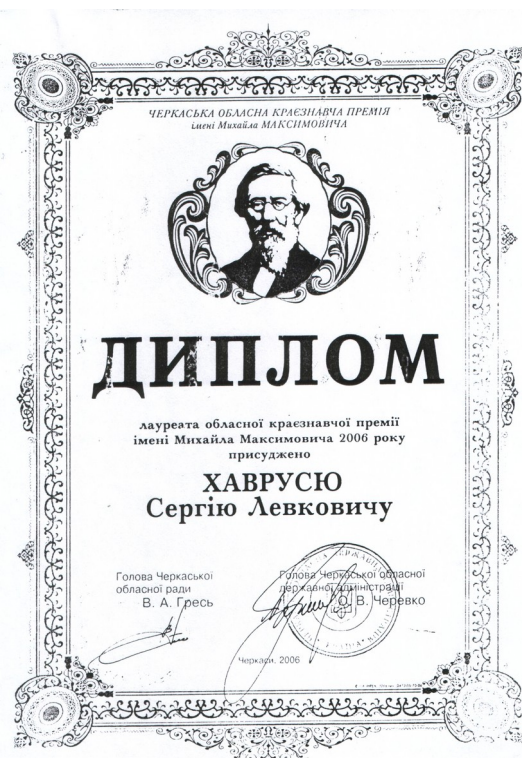 ЧЕРКАСЬКА ОБЛАСНА КРАЄЗНАВЧА ПРЕМІЯ
імені Михайла МАКСИМОВИЧА
ДИПЛОМ
лауреата обласної краєзнавчої премії
імені Михайла Максимовича 2006 року
присуджено
ХАВРУСЮ
Сергію Левковичу
Голова Черкаської
обласної ради
В. А. Гресь
Голова Черкаської обласної
державної адміністрації
О. В. Черевко
Черкаси, 2006